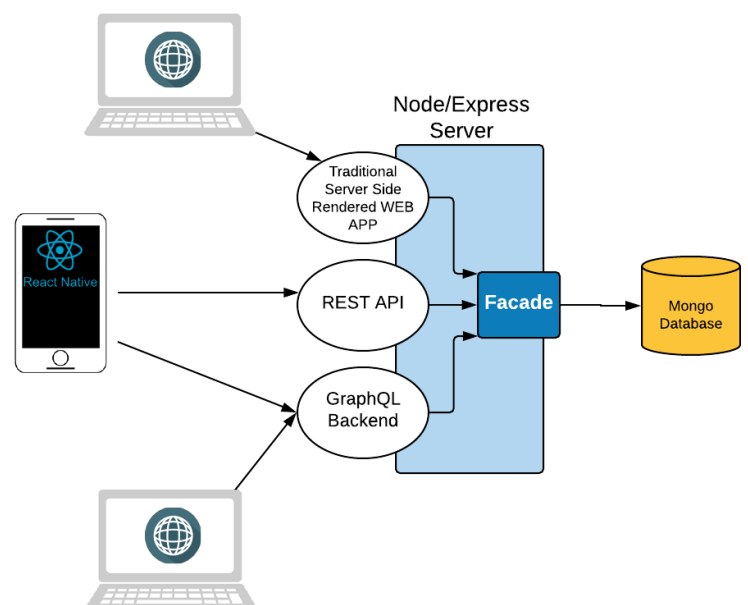 Node/Express
Server
Traditional
Server Side
Rendered WEB
APP
React Native
REST API
Facade
Mongo
Database
GraphQL
Backend